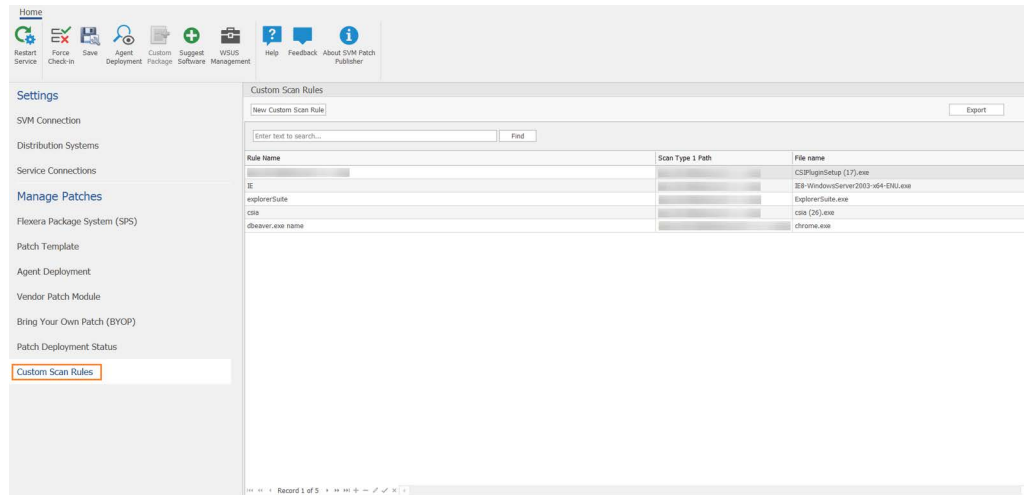 Home
Restart Service
Force Check-in
Save
Agent Deployment
Custom Package
Suggest Software
WSUS Management
Help
Feedback
About SVM Patch Publisher
Settings
SVM Connection
Distribution Systems
Service Connections
Manage Patches
Flexera Package System (SPS)
Patch Template
Agent Deployment
Vendor Patch Module
Bring Your Own Patch (BYOP)
Patch Deployment Status
Custom Scan Rules
Custom Scan Rules
New Custom Scan Rule
Export
Enter text to search...
Find
Rule Name Scan Type 1 Path File name
CSIPluginSetup (17).exe
IE IE8-WindowsServer2003-x64-ENU.exe
explorerSuite ExplorerSuite.exe
csia csia (26).exe
dbeaver.exe name chrome.exe
Record 1 of 5